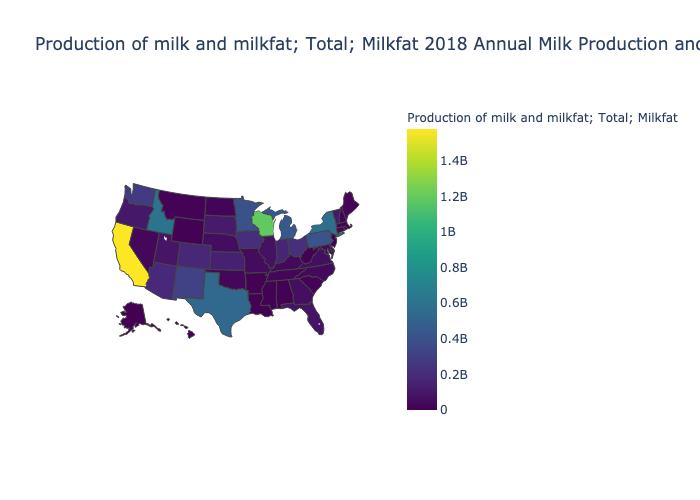 Production of milk and milkfat; Total; Milkfat 2018 Annual Milk Production and
Production of milk and milkfat; Total; Milkfat
1.4B
1.2B
1B
0.8B
0.6B
0.4B
0.2B
0